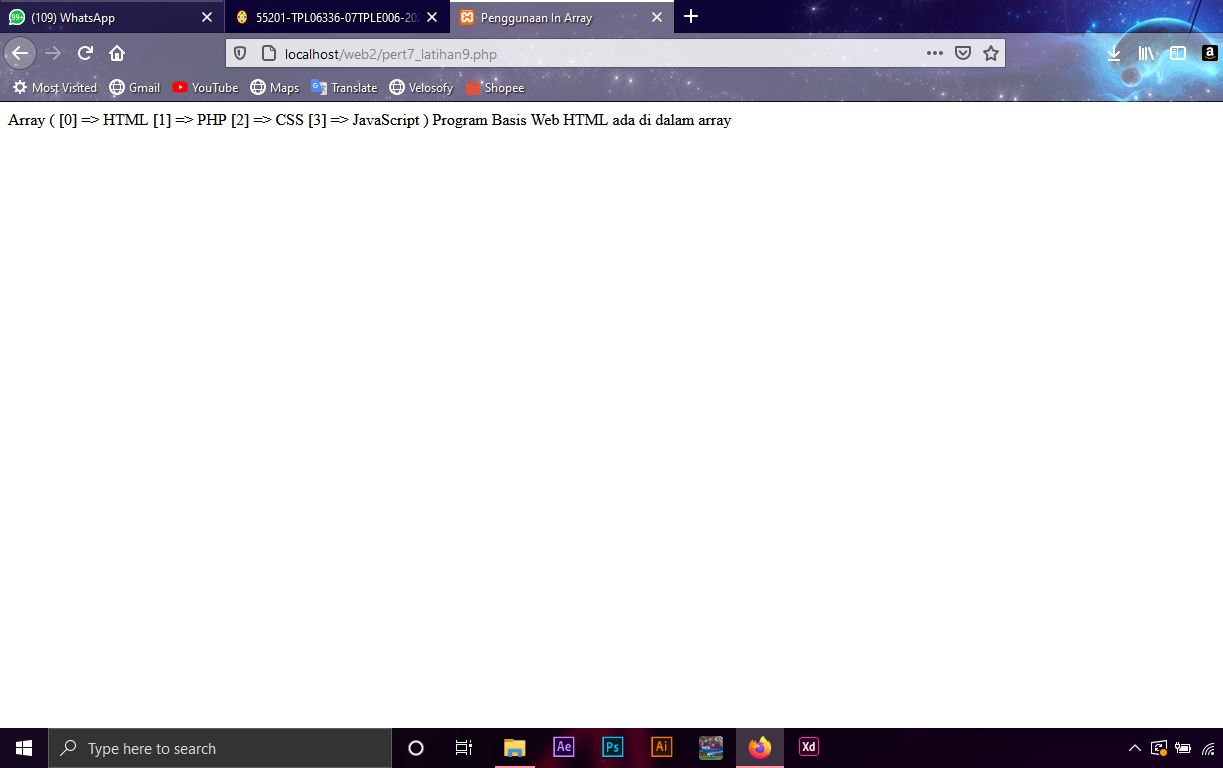 (109) WhatsApp
55201-TPL06336-07TPLE006-202
Penggunaan In Array
localhost/web2/pert7_latihan9.php
Most Visited Gmail YouTube Maps Translate Velosofy Shopee
Array ( [0] => HTML [1] => PHP [2] => CSS [3] => JavaScript ) Program Basis Web HTML ada di dalam array
Type here to search
Ae
Ps
Ai
Xd